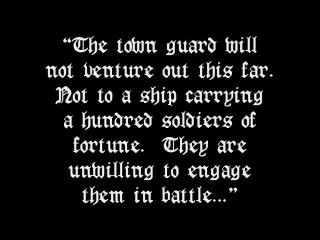 “The town guard will
not venture out this far.
Not to a ship carrying
a hundred soldiers of
fortune.  They are
unwilling to engage
them in battle...”